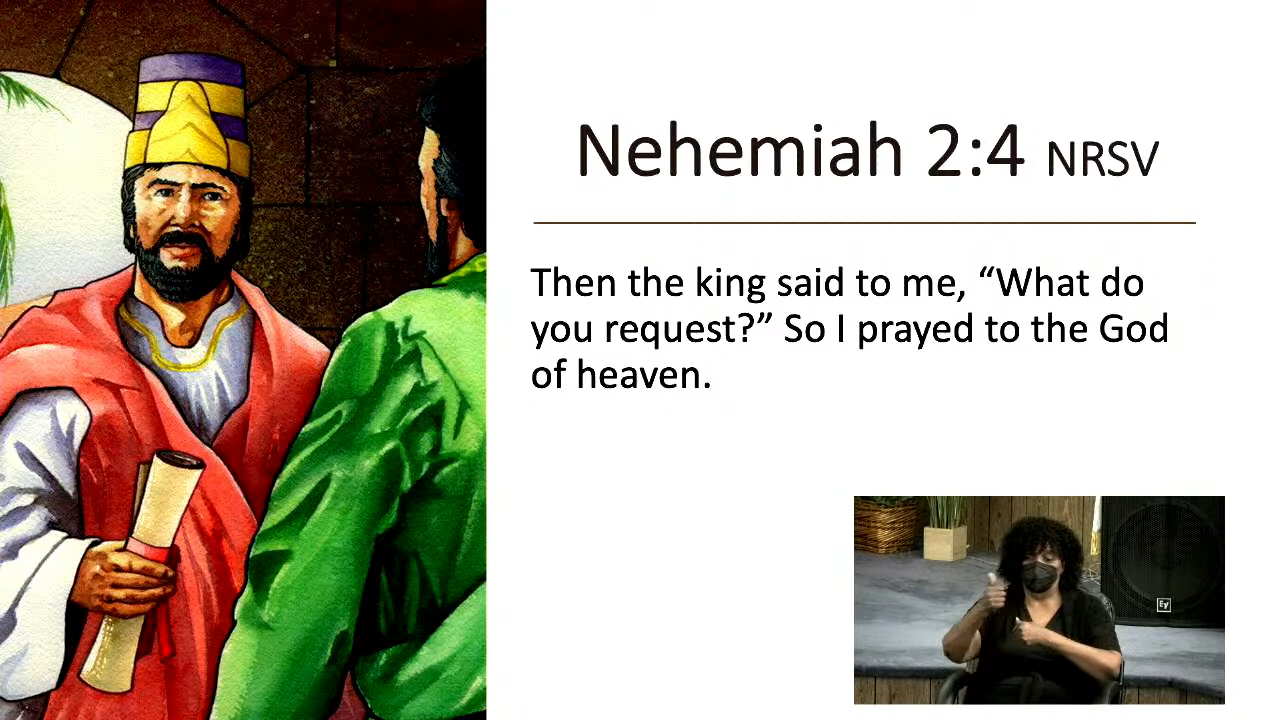 Nehemiah 2:4 NRSV
Then the king said to me, “What do
you request?” So I prayed to the God
of heaven.
EV